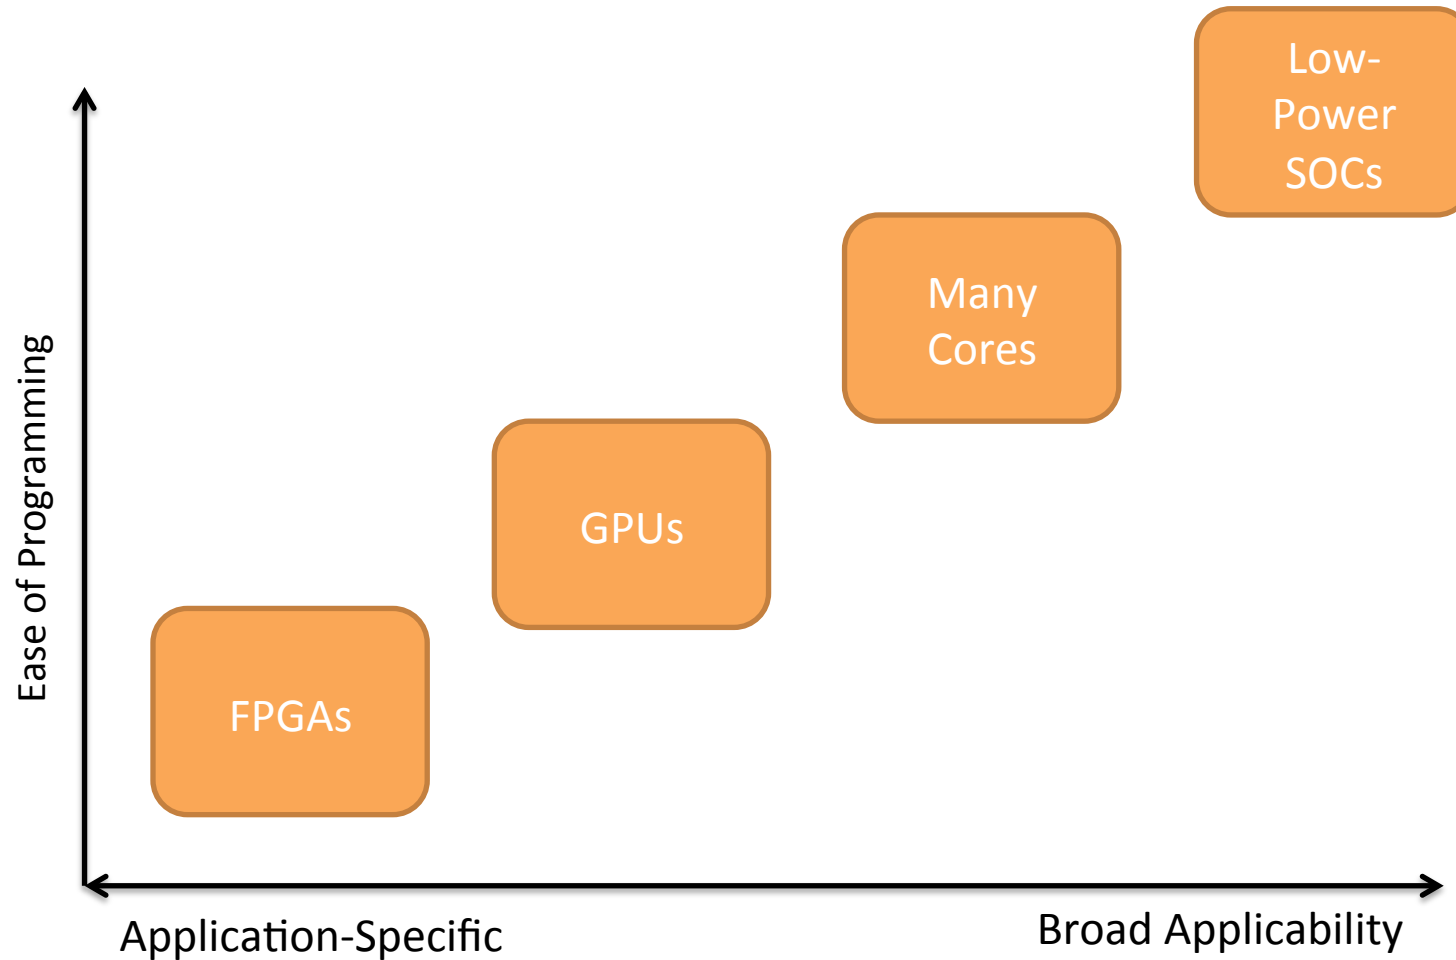 Low-
Power
SOCs
Many
Cores
GPUs
FPGAs
Ease of Programming
Application-Specific
Broad Applicability